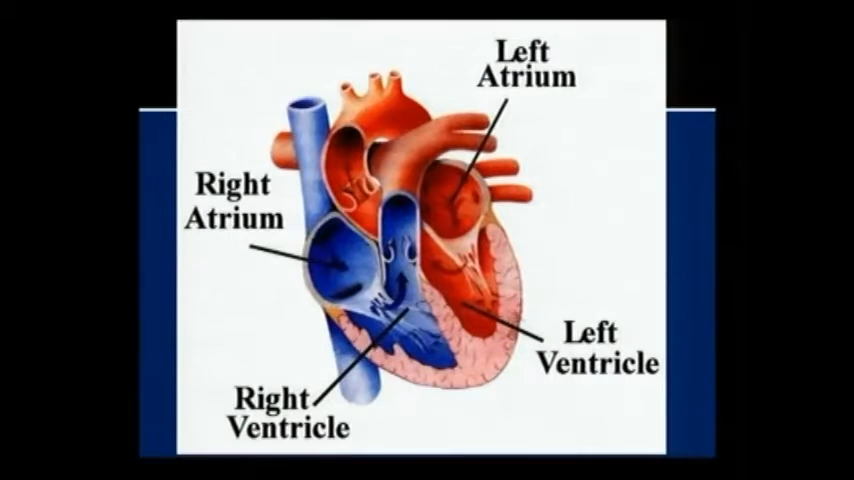 Left
Atrium
Right
Atrium
Left
Ventricle
Right
Ventricle